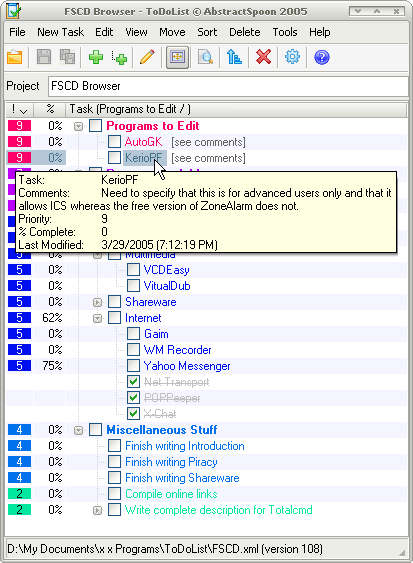 FSCD Browser - ToDoList © AbstractSpoon 2005
File New Task Edit View Move Sort Delete Tools Help
Project FSCD Browser
! % Task (Programs to Edit / )
9 0% Programs to Edit
9 0% AutoGK [see comments]
9 0% KerioPF [see comments]
Task: KerioPF
Comments: Need to specify that this is for advanced users only and that it
allows ICS whereas the free version of ZoneAlarm does not.
Priority: 9
% Complete: 0
Last Modified: 3/29/2005 (7:12:19 PM)
5 0% Multimedia
5 0% VCDEasy
5 0% VitualDub
5 0% Shareware
5 62% Internet
5 0% Gaim
5 0% WM Recorder
5 75% Yahoo Messenger
Net Transport
POPPeeper
X-Chat
4 0% Miscellaneous Stuff
4 0% Finish writing Introduction
4 0% Finish writing Piracy
4 0% Finish writing Shareware
2 0% Compile online links
2 0% Write complete description for Totalcmd
D:\My Documents\x x Programs\ToDoList\FSCD.xml (version 108)